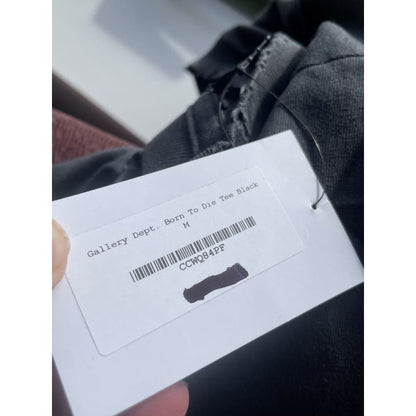 Gallery Dept. Born To Die Tee Black
M
CCWQ84PF